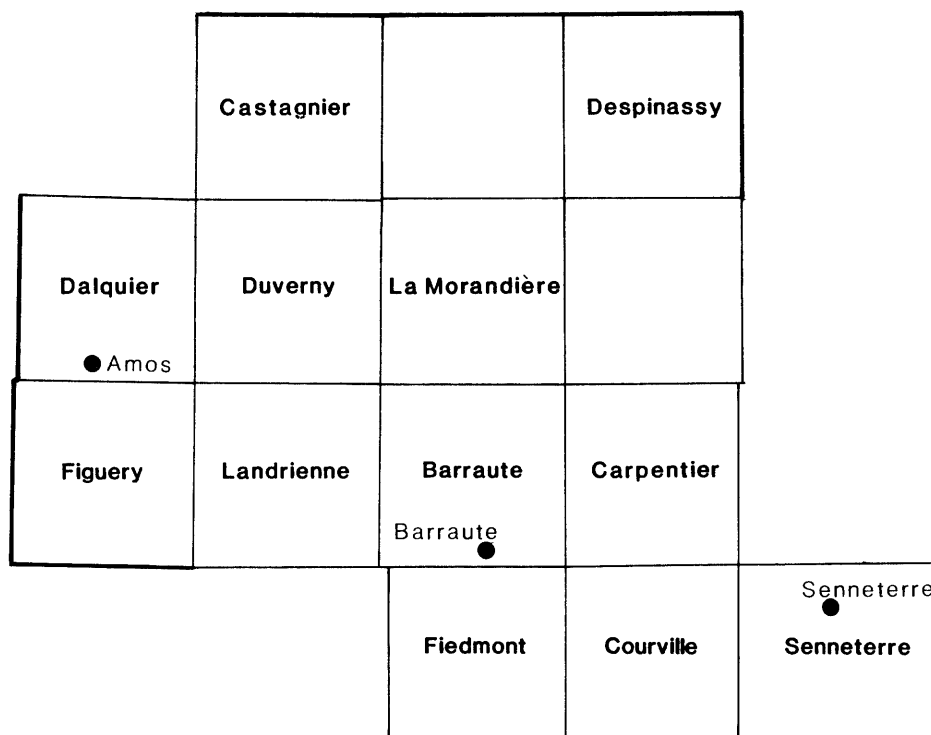 Castagnier
Despinassy
Dalquier
Duverny
La Morandière
Amos
Figuery
Landrienne
Barraute
Carpentier
Barraute
Senneterre
Fiedmont
Courville
Senneterre